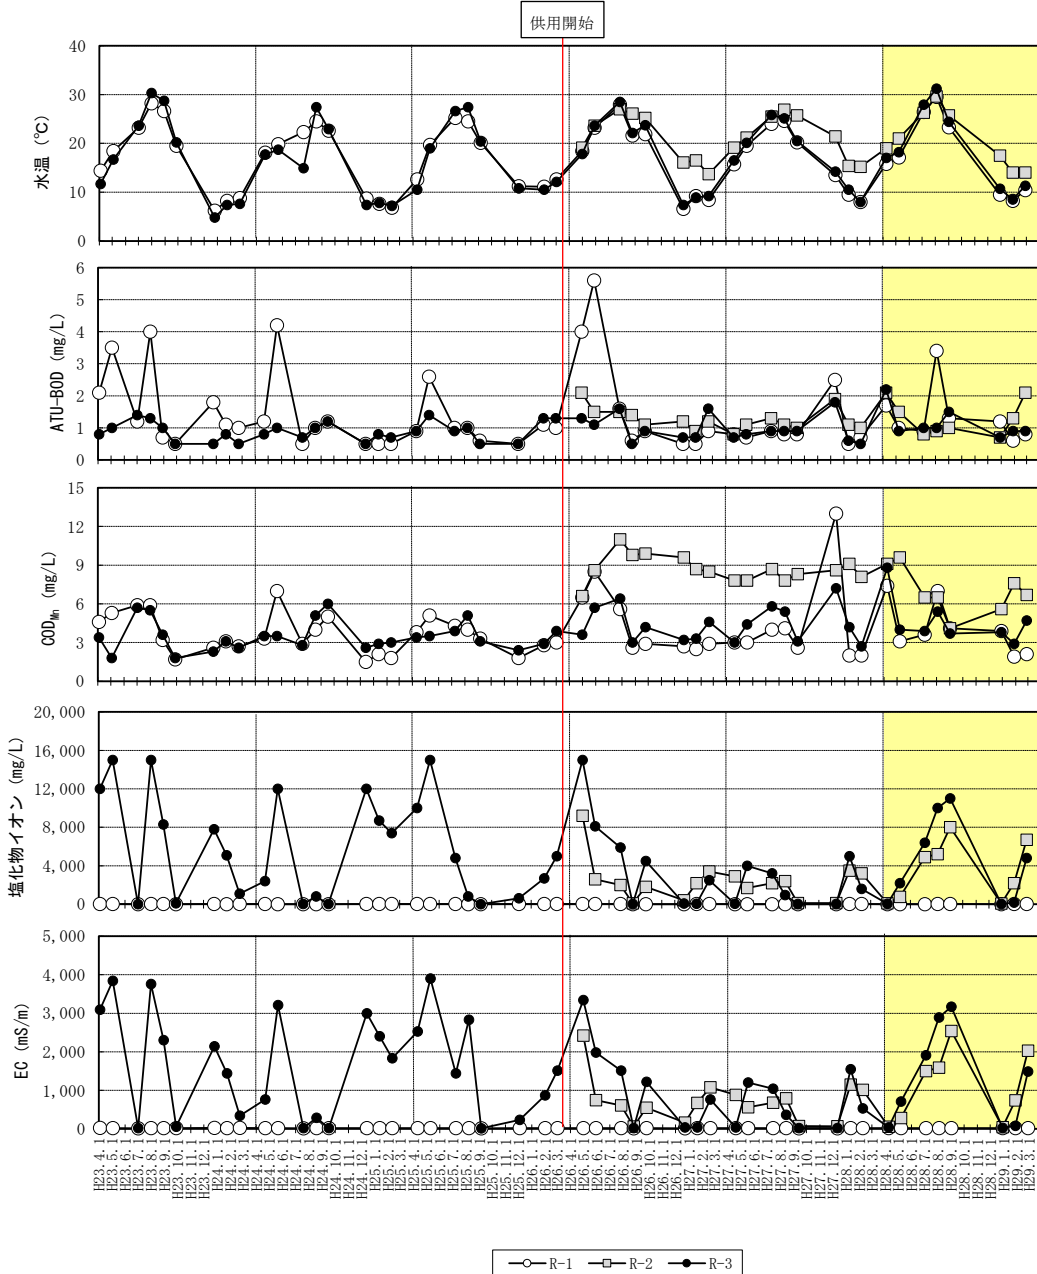 供用開始
水温 (℃)
40
30
20
10
0
ATU-BOD (mg/L)
6
5
4
3
2
1
0
COD_Mn (mg/L)
15
12
9
6
3
0
塩化物イオン (mg/L)
20,000
16,000
12,000
8,000
4,000
0
EC (mS/m)
5,000
4,000
3,000
2,000
1,000
0
H23.4.1
H23.5.1
H23.6.1
H23.7.1
H23.8.1
H23.9.1
H23.10.1
H23.11.1
H23.12.1
H24.1.1
H24.2.1
H24.3.1
H24.4.1
H24.5.1
H24.6.1
H24.7.1
H24.8.1
H24.9.1
H24.10.1
H24.11.1
H24.12.1
H25.1.1
H25.2.1
H25.3.1
H25.4.1
H25.5.1
H25.6.1
H25.7.1
H25.8.1
H25.9.1
H25.10.1
H25.11.1
H25.12.1
H26.1.1
H26.2.1
H26.3.1
H26.4.1
H26.5.1
H26.6.1
H26.7.1
H26.8.1
H26.9.1
H26.10.1
H26.11.1
H26.12.1
H27.1.1
H27.2.1
H27.3.1
H27.4.1
H27.5.1
H27.6.1
H27.7.1
H27.8.1
H27.9.1
H27.10.1
H27.11.1
H27.12.1
H28.1.1
H28.2.1
H28.3.1
H28.4.1
H28.5.1
H28.6.1
H28.7.1
H28.8.1
H28.9.1
H28.10.1
H28.11.1
H28.12.1
H29.1.1
H29.2.1
H29.3.1
R-1 R-2 R-3